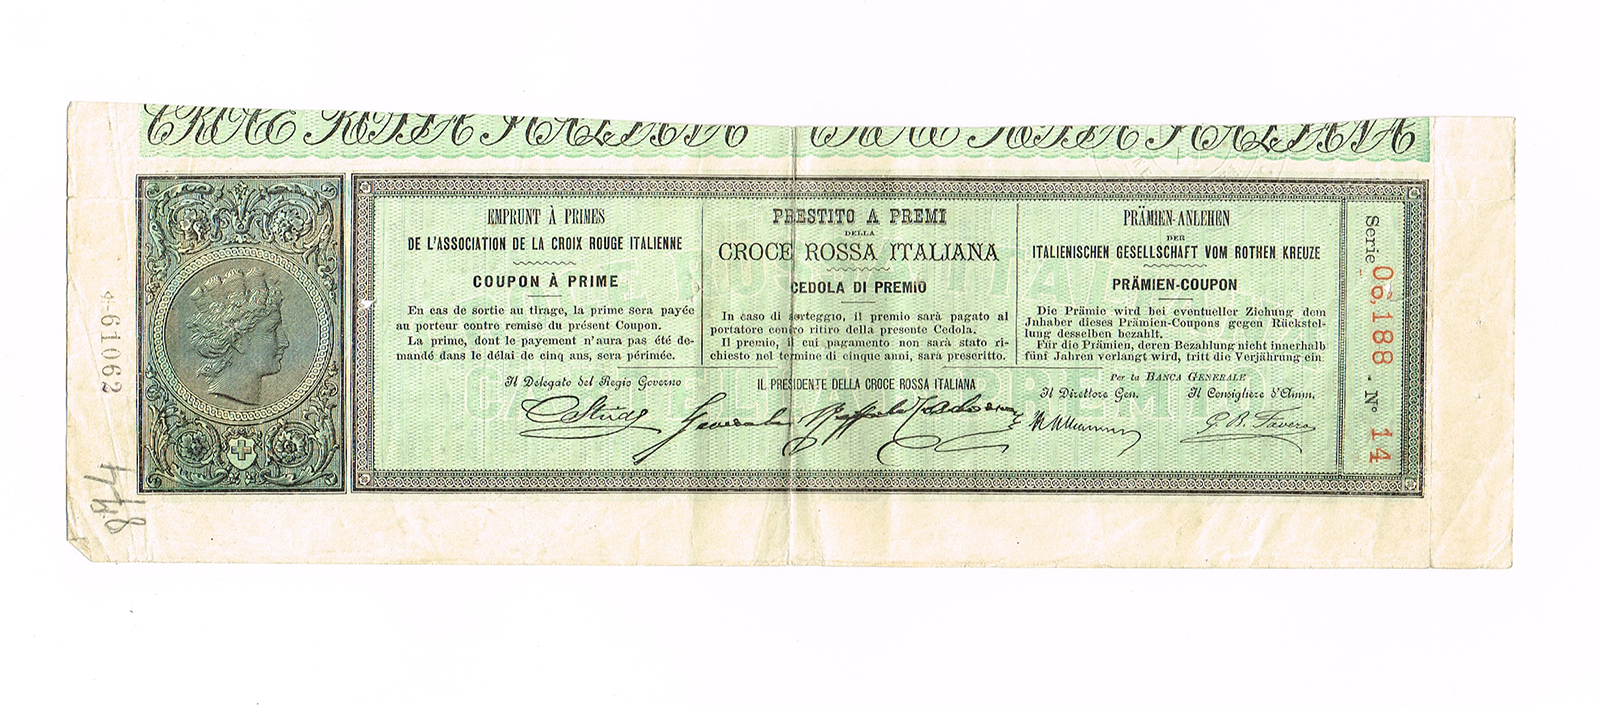 CROCE ROSSA ITALIANA CROCE ROSSA ITALIANA
EMPRUNT À PRIMES
DE L'ASSOCIATION DE LA CROIX ROUGE ITALIENNE
COUPON À PRIME
En cas de sortie au tirage, la prime sera payée
au porteur contre remise du présent Coupon.
La prime, dont le payement n'aura pas été de-
mandé dans le délai de cinq ans, sera périmée.
PRESTITO A PREMI
DELLA
CROCE ROSSA ITALIANA
CEDOLA DI PREMIO
In caso di sorteggio, il premio sarà pagato al
portatore contro ritiro della presente Cedola.
Il premio, il cui pagamento non sarà stato ri-
chiesto nel termine di cinque anni, sarà prescritto.
PRÄMIEN-ANLEHEN
DER
ITALIENISCHEN GESELLSCHAFT VOM ROTHEN KREUZE
PRÄMIEN-COUPON
Die Prämie wird bei eventueller Ziehung dem
Jnhaber dieses Prämien-Coupons gegen Rückstel-
lung desselben bezahlt.
Für die Prämien, deren Bezahlung nicht innerhalb
fünf Jahren verlangt wird, tritt die Verjährung ein
Il Delegato del Regio Governo
IL PRESIDENTE DELLA CROCE ROSSA ITALIANA
Per la BANCA GENERALE
Il Direttore Gen. Il Consigliere d'Amm.
G. B. Favero
Serie 06,188. N° 14
61062
874